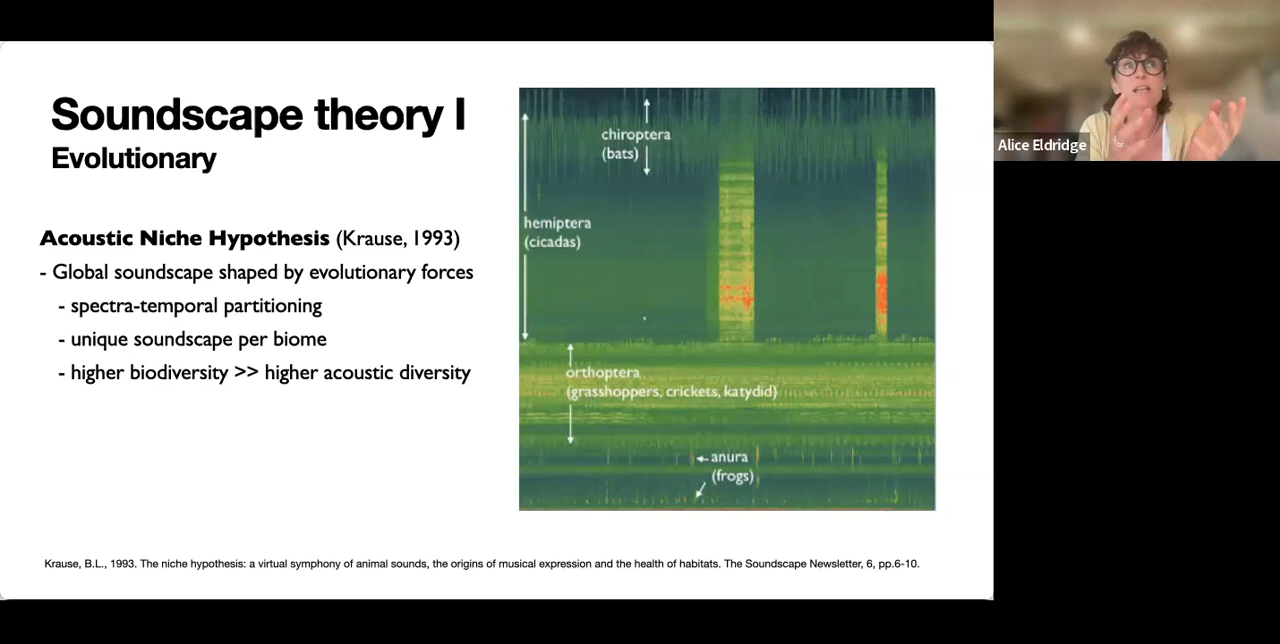 Soundscape theory I
Evolutionary
Acoustic Niche Hypothesis (Krause, 1993)
- Global soundscape shaped by evolutionary forces
- spectra-temporal partitioning
- unique soundscape per biome
- higher biodiversity >> higher acoustic diversity
chiroptera
(bats)
hemiptera
(cicadas)
orthoptera
(grasshoppers, crickets, katydid)
anura
(frogs)
Krause, B.L., 1993. The niche hypothesis: a virtual symphony of animal sounds, the origins of musical expression and the health of habitats. The Soundscape Newsletter, 6, pp.6-10.
Alice Eldridge